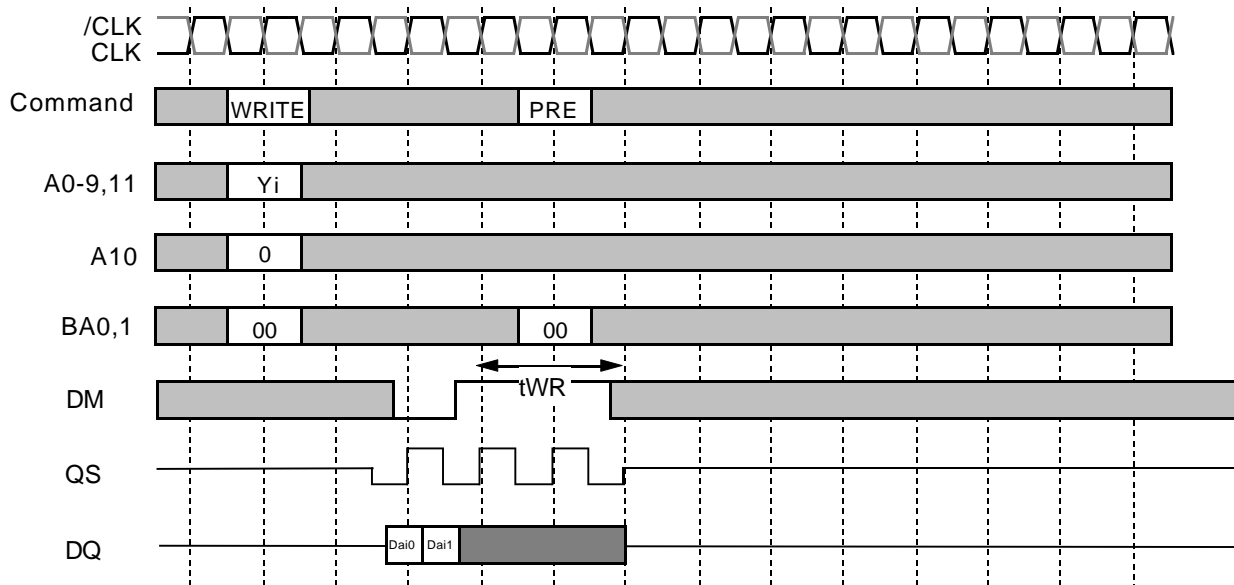 /CLK
CLK
Command
WRITE
PRE
A0-9,11
Yi
A10
0
BA0,1
00
00
tWR
DM
QS
DQ
Dai0
Dai1